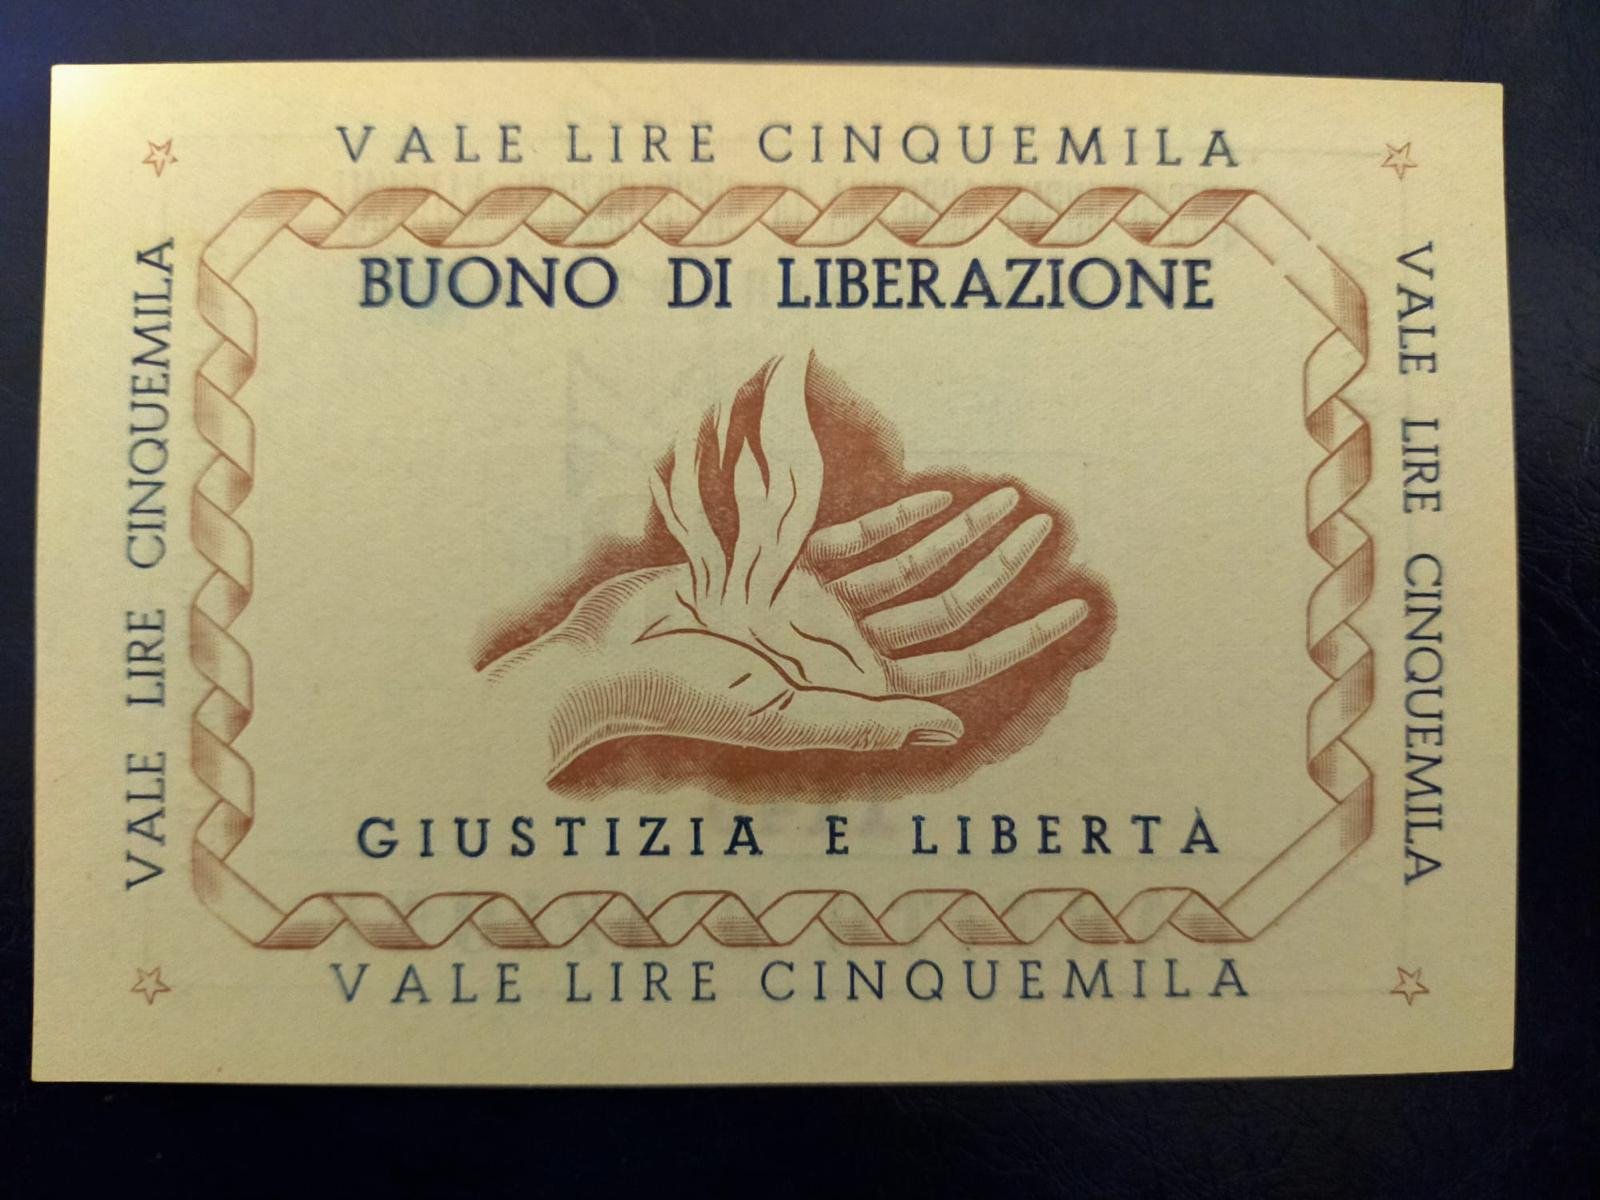 VALE LIRE CINQUEMILA
BUONO DI LIBERAZIONE
VALE LIRE CINQUEMILA
VALE LIRE CINQUEMILA
GIUSTIZIA E LIBERTÀ
VALE LIRE CINQUEMILA